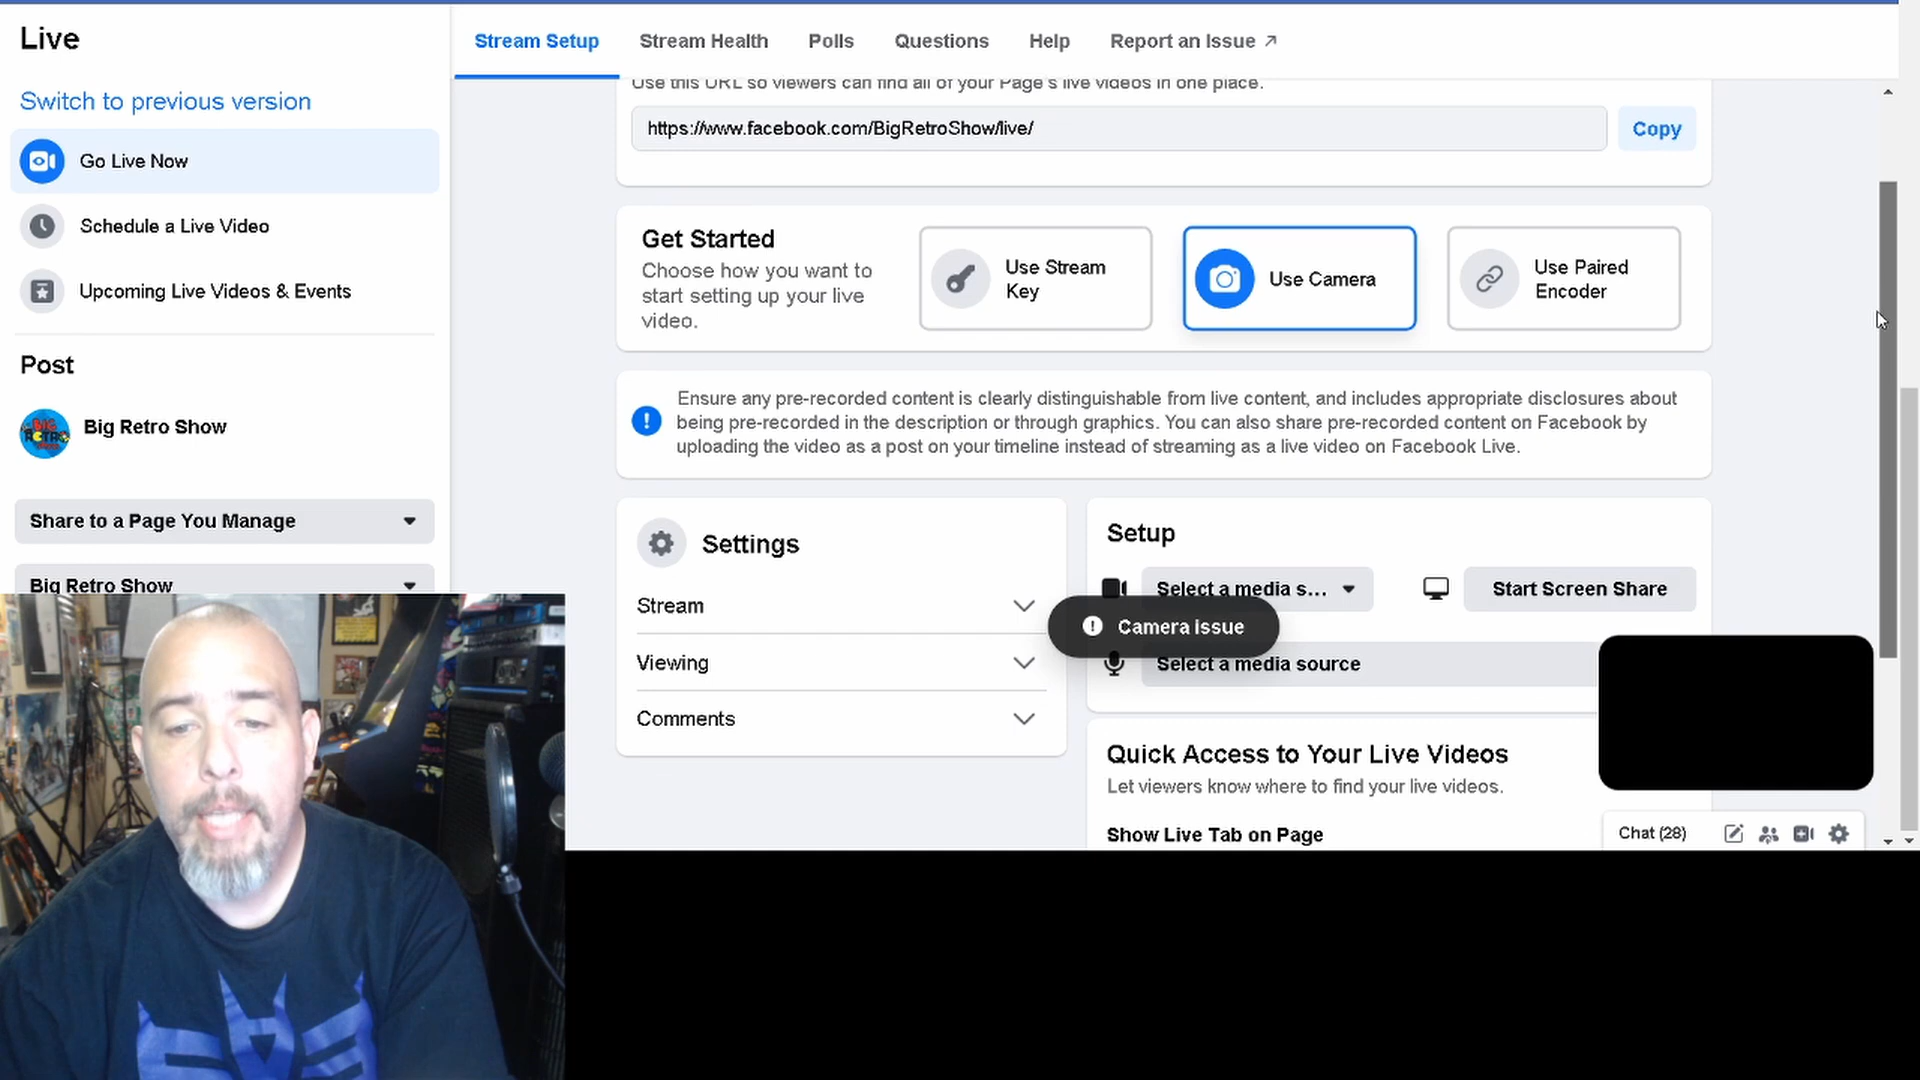 Live
Switch to previous version
Go Live Now
Schedule a Live Video
Upcoming Live Videos & Events
Post
Big Retro Show
Share to a Page You Manage
Big Retro Show
Stream Setup
Stream Health
Polls
Questions
Help
Report an Issue
Use this URL so viewers can find all of your Page's live videos in one place.
https://www.facebook.com/BigRetroShow/live/
Copy
Get Started
Choose how you want to
start setting up your live
video.
Use Stream
Key
Use Camera
Use Paired
Encoder
Ensure any pre-recorded content is clearly distinguishable from live content, and includes appropriate disclosures about
being pre-recorded in the description or through graphics. You can also share pre-recorded content on Facebook by
uploading the video as a post on your timeline instead of streaming as a live video on Facebook Live.
Settings
Stream
Viewing
Comments
Setup
Select a media s...
Start Screen Share
Camera issue
Select a media source
Quick Access to Your Live Videos
Let viewers know where to find your live videos.
Show Live Tab on Page
Chat (28)